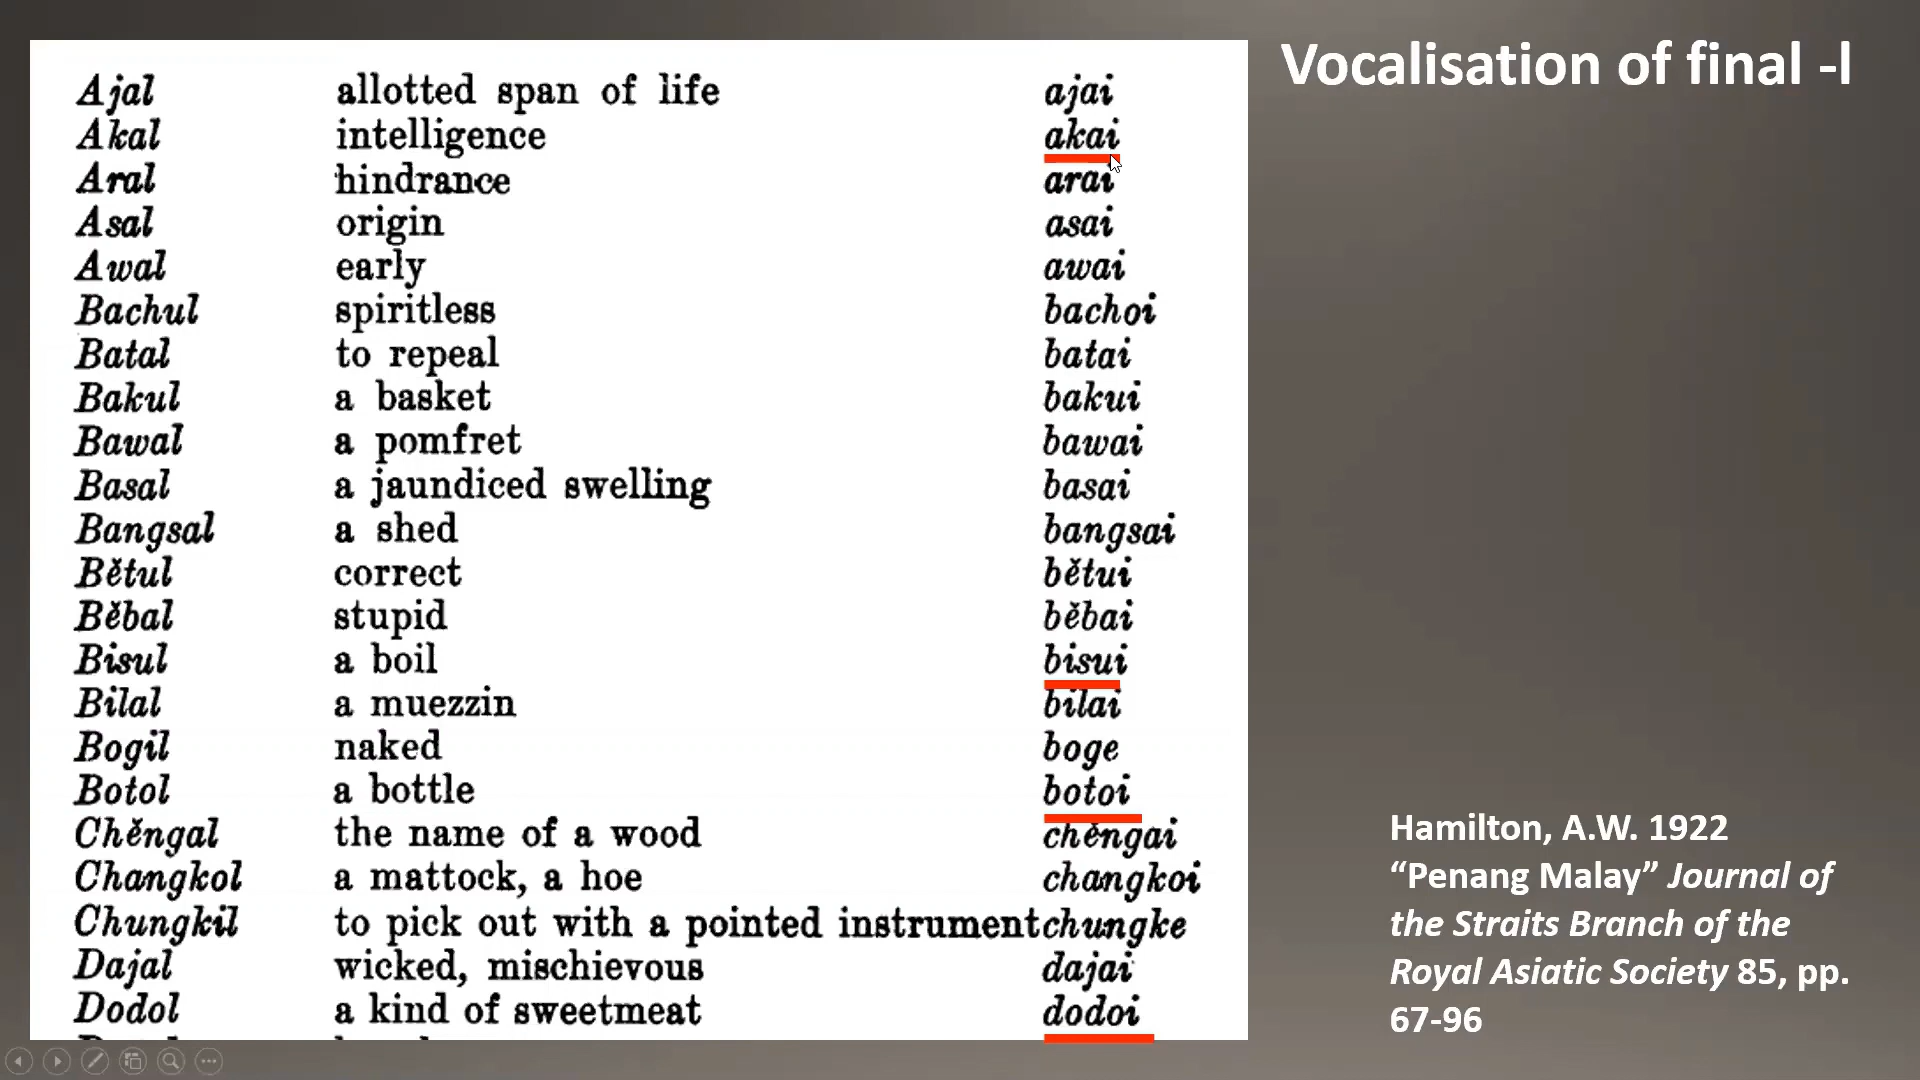 Vocalisation of final -l
Ajal allotted span of life ajai
Akal intelligence akai
Aral hindrance arai
Asal origin asai
Awal early awai
Bachul spiritless bachoi
Batal to repeal batai
Bakul a basket bakui
Bawal a pomfret bawai
Basal a jaundiced swelling basai
Bangsal a shed bangsai
Bĕtul correct bĕtui
Bĕbal stupid bĕbai
Bisul a boil bisui
Bilal a muezzin bilai
Bogil naked boge
Botol a bottle botoi
Chĕngal the name of a wood chĕngai
Changkol a mattock, a hoe changkoi
Chungkil to pick out with a pointed instrument chungke
Dajal wicked, mischievous dajai
Dodol a kind of sweetmeat dodoi
Hamilton, A.W. 1922
“Penang Malay” Journal of
the Straits Branch of the
Royal Asiatic Society 85, pp.
67-96